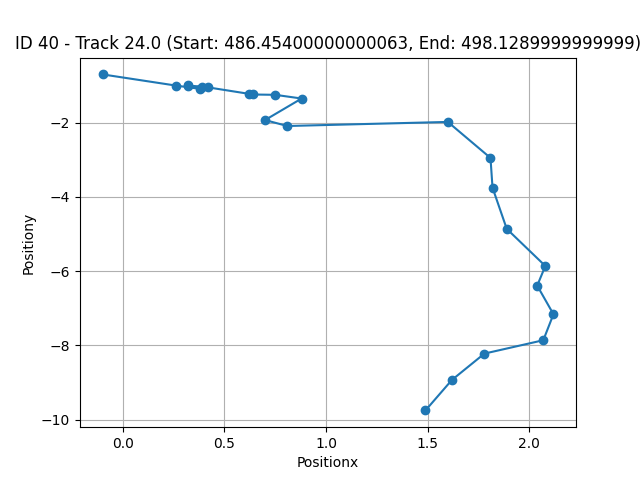 ID 40 - Track 24.0 (Start: 486.45400000000063, End: 498.1289999999999)
−2
−4
−6
−8
−10
Positiony
0.0 0.5 1.0 1.5 2.0
Positionx